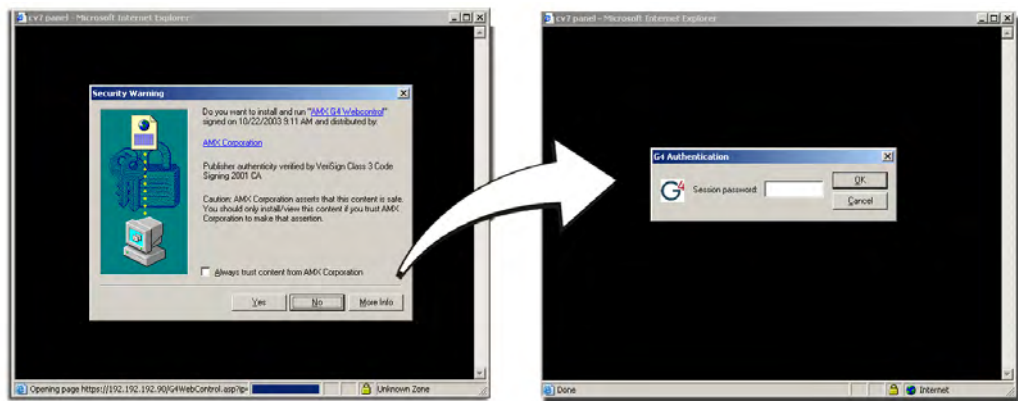 cv7 panel - Microsoft Internet Explorer
Security Warning
Do you want to install and run "AMX G4 Webcontrol"
signed on 10/22/2003 9:11 AM and distributed by:
AMX Corporation
Publisher authenticity verified by VeriSign Class 3 Code
Signing 2001 CA
Caution: AMX Corporation asserts that this content is safe.
You should only install/view this content if you trust AMX
Corporation to make that assertion.
Always trust content from AMX Corporation
Yes
No
More Info
Opening page https://192.192.192.90/G4WebControl.asp?ip=
Unknown Zone
cv7 panel - Microsoft Internet Explorer
G4 Authentication
G4
Session password:
OK
Cancel
Done
Internet